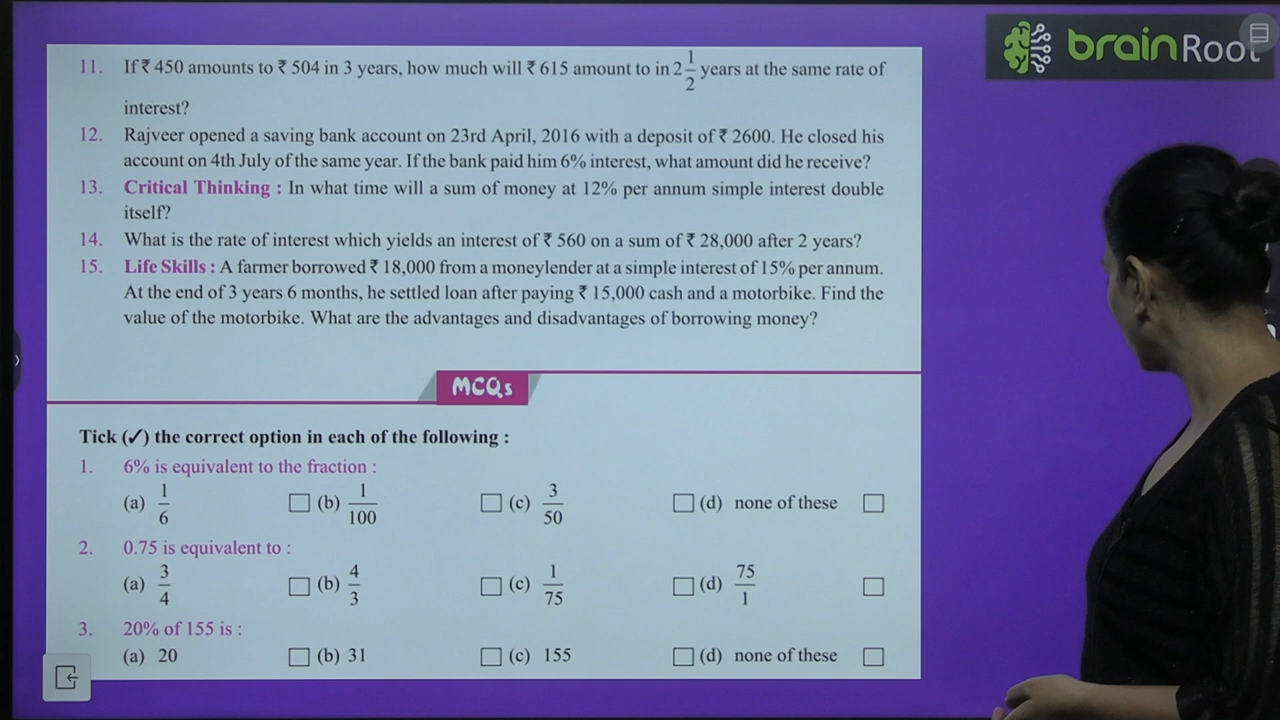 brainRoot
11. If ₹ 450 amounts to ₹ 504 in 3 years, how much will ₹ 615 amount to in 2 1/2 years at the same rate of
interest?
12. Rajveer opened a saving bank account on 23rd April, 2016 with a deposit of ₹ 2600. He closed his
account on 4th July of the same year. If the bank paid him 6% interest, what amount did he receive?
13. Critical Thinking : In what time will a sum of money at 12% per annum simple interest double
itself?
14. What is the rate of interest which yields an interest of ₹ 560 on a sum of ₹ 28,000 after 2 years?
15. Life Skills : A farmer borrowed ₹ 18,000 from a moneylender at a simple interest of 15% per annum.
At the end of 3 years 6 months, he settled loan after paying ₹ 15,000 cash and a motorbike. Find the
value of the motorbike. What are the advantages and disadvantages of borrowing money?
MCQs
Tick (✓) the correct option in each of the following :
1. 6% is equivalent to the fraction :
(a) 1/6 (b) 1/100 (c) 3/50 (d) none of these
2. 0.75 is equivalent to :
(a) 3/4 (b) 4/3 (c) 1/75 (d) 75/1
3. 20% of 155 is :
(a) 20 (b) 31 (c) 155 (d) none of these